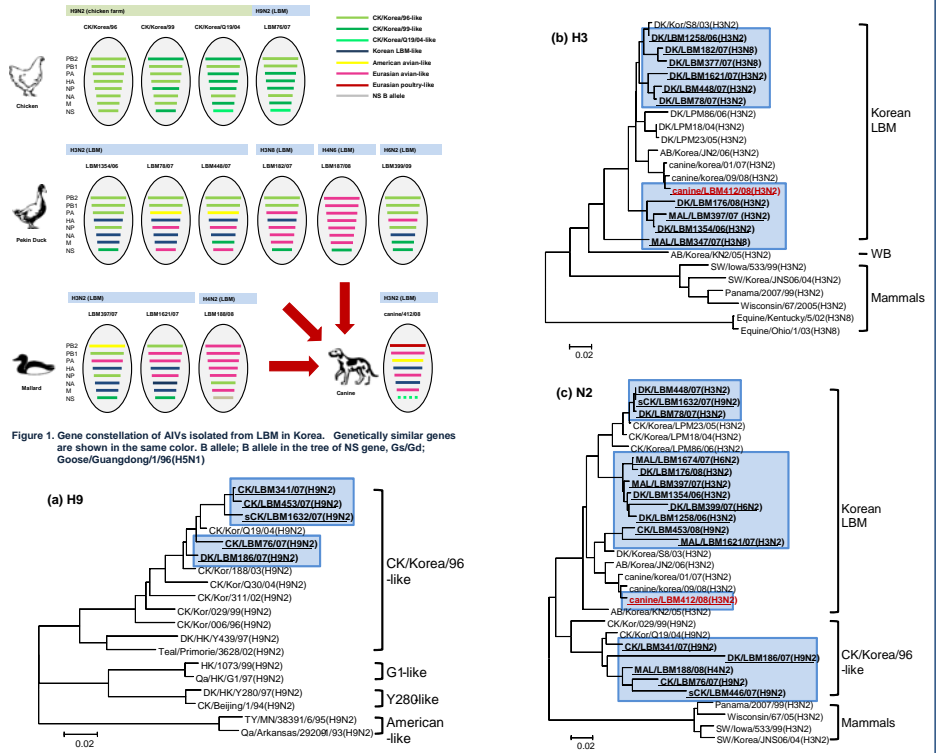 H9N2 (chicken farm)
H9N2 (LBM)
CK/Korea/96
CK/Korea/99
CK/Korea/Q19/04
LBM76/07
PB2
PB1
PA
HA
NP
NA
M
NS
Chicken
CK/Korea/96-like
CK/Korea/99-like
CK/Korea/Q19/04-like
Korean LBM-like
American avian-like
Eurasian avian-like
Eurasian poultry-like
NS B allele
H3N2 (LBM)
H3N8 (LBM)
H4N6 (LBM)
H6N2 (LBM)
LBM1354/06
LBM78/07
LBM448/07
LBM182/07
LBM187/08
LBM399/09
PB2
PB1
PA
HA
NP
NA
M
NS
Pekin Duck
H3N2 (LBM)
H4N2 (LBM)
H3N2 (LBM)
LBM397/07
LBM1621/07
LBM188/08
canine/412/08
PB2
PB1
PA
HA
NP
NA
M
NS
Mallard
Canine
Figure 1. Gene constellation of AIVs isolated from LBM in Korea. Genetically similar genes
are shown in the same color. B allele; B allele in the tree of NS gene, Gs/Gd;
Goose/Guangdong/1/96(H5N1)
(a) H9
CK/LBM341/07(H9N2)
CK/LBM453/07(H9N2)
sCK/LBM1632/07(H9N2)
CK/Kor/Q19/04(H9N2)
CK/LBM76/07(H9N2)
DK/LBM186/07(H9N2)
CK/Kor/188/03(H9N2)
CK/Kor/Q30/04(H9N2)
CK/Kor/311/02(H9N2)
CK/Kor/029/99(H9N2)
CK/Kor/006/96(H9N2)
DK/HK/Y439/97(H9N2)
Teal/Primorie/3628/02(H9N2)
HK/1073/99(H9N2)
Qa/HK/G1/97(H9N2)
DK/HK/Y280/97(H9N2)
CK/Beijing/1/94(H9N2)
TY/MN/38391/6/95(H9N2)
Qa/Arkansas/292091/93(H9N2)
CK/Korea/96
-like
G1-like
Y280-like
American
-like
0.02
(b) H3
DK/Kor/S8/03(H3N2)
DK/LBM1258/06(H3N2)
DK/LBM182/07(H3N8)
DK/LBM377/07(H3N8)
DK/LBM1621/07(H3N2)
DK/LBM448/07(H3N2)
DK/LBM78/07(H3N2)
DK/LPM86/06(H3N2)
DK/LPM18/04(H3N2)
DK/LPM23/05(H3N2)
AB/Korea/JN2/06(H3N2)
canine/korea/01/07(H3N2)
canine/korea/09/08(H3N2)
canine/LBM412/08(H3N2)
DK/LBM176/08(H3N2)
MAL/LBM397/07 (H3N2)
DK/LBM1354/06(H3N2)
MAL/LBM347/07(H3N8)
AB/Korea/KN2/05(H3N2)
SW/Iowa/533/99(H3N2)
SW/Korea/JNS06/04(H3N2)
Panama/2007/99(H3N2)
Wisconsin/67/2005(H3N2)
Equine/Kentucky/5/02(H3N8)
Equine/Ohio/1/03(H3N8)
Korean
LBM
WB
Mammals
0.02
(c) N2
DK/LBM448/07(H3N2)
sCK/LBM1632/07(H9N2)
DK/LBM78/07(H3N2)
CK/Korea/LPM23/05(H3N2)
CK/Korea/LPM18/04(H3N2)
CK/Korea/LPM86/06(H3N2)
MAL/LBM1674/07(H6N2)
DK/LBM176/08(H3N2)
MAL/LBM397/07(H3N2)
DK/LBM1354/06(H3N2)
DK/LBM399/07(H6N2)
DK/LBM1258/06(H3N2)
CK/LBM453/08(H9N2)
MAL/LBM1621/07(H3N2)
DK/Korea/S8/03(H3N2)
AB/Korea/JN2/06(H3N2)
canine/korea/01/07(H3N2)
canine/korea/09/08(H3N2)
canine/LBM412/08(H3N2)
AB/Korea/KN2/05(H3N2)
CK/Kor/029/99(H9N2)
CK/Kor/Q19/04(H9N2)
CK/LBM341/07(H9N2)
DK/LBM186/07(H9N2)
MAL/LBM188/08(H4N2)
CK/LBM76/07(H9N2)
sCK/LBM446/07(H9N2)
Panama/2007/99(H3N2)
Wisconsin/67/05(H3N2)
SW/Iowa/533/99(H3N2)
SW/Korea/JNS06/04(H3N2)
Korean
LBM
CK/Korea/96
-like
Mammals
0.02